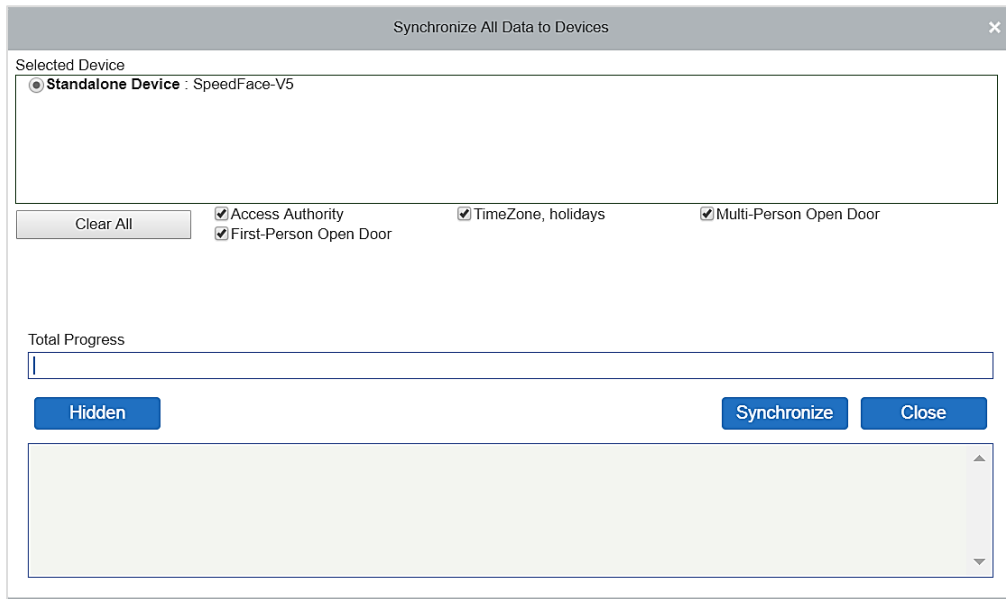 Synchronize All Data to Devices
Selected Device
Standalone Device : SpeedFace-V5
Clear All
Access Authority
TimeZone, holidays
Multi-Person Open Door
First-Person Open Door
Total Progress
Hidden
Synchronize
Close